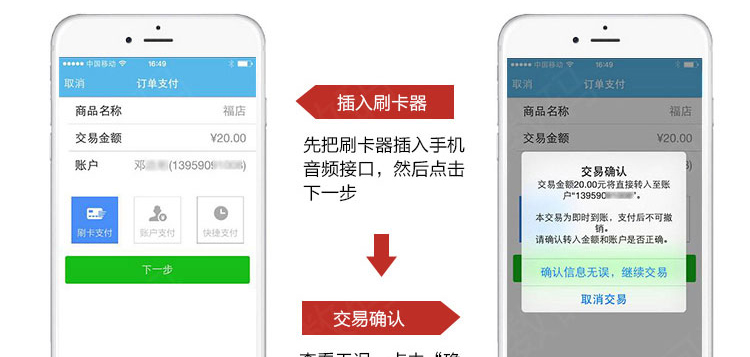 中国移动 16:49
取消 订单支付
商品名称 福店
交易金额 ¥20.00
账户 邓 (139590
刷卡支付 账户支付 快捷支付
下一步
插入刷卡器
先把刷卡器插入手机
音频接口，然后点击
下一步
交易确认
中国移动 16:49
取消 订单支付
商品名称 福店
交易金额 ¥20.00
账户
交易确认
交易金额20.00元将直接转入至账
户"139590 "。
本交易为即时到账，支付后不可撤
销。
请确认转入金额和账户是否正确。
确认信息无误，继续交易
取消交易